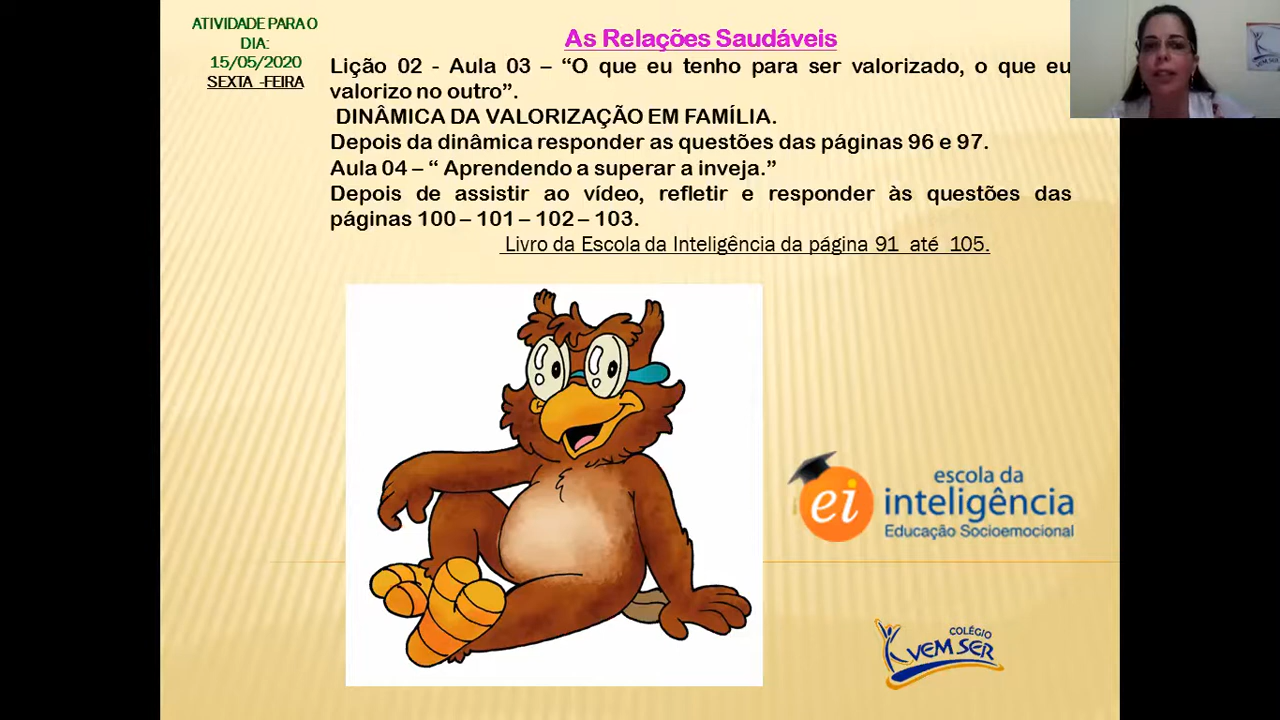 ATIVIDADE PARA O
DIA:
15/05/2020
SEXTA -FEIRA
As Relações Saudáveis
Lição 02 - Aula 03 – “O que eu tenho para ser valorizado, o que eu
valorizo no outro”.
DINÂMICA DA VALORIZAÇÃO EM FAMÍLIA.
Depois da dinâmica responder as questões das páginas 96 e 97.
Aula 04 – “ Aprendendo a superar a inveja.”
Depois de assistir ao vídeo, refletir e responder às questões das
páginas 100 – 101 – 102 – 103.
Livro da Escola da Inteligência da página 91 até 105.
ei
escola da
inteligência
Educação Socioemocional
COLÉGIO
VEM SER